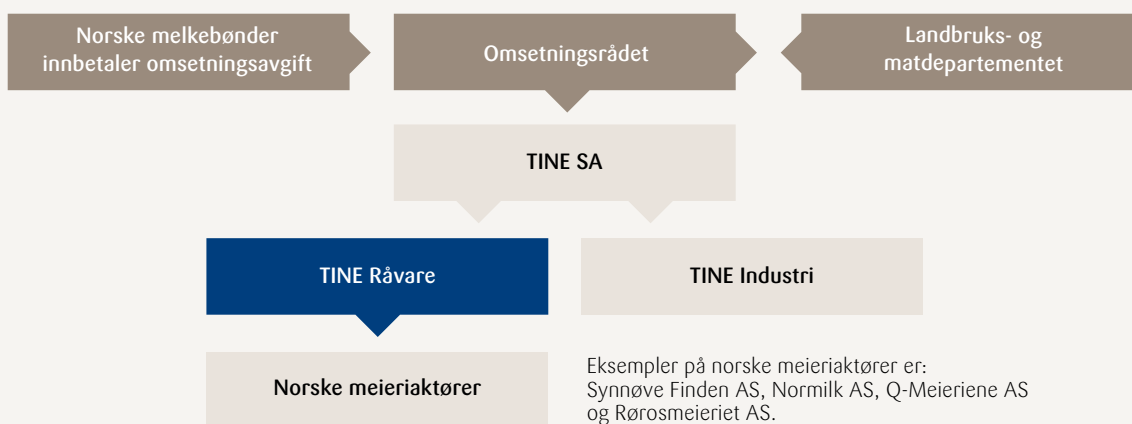 Norske melkebønder
innbetaler omsetningsavgift
Omsetningsrådet
Landbruks- og
matdepartementet
TINE SA
TINE Råvare
TINE Industri
Norske meieriaktører
Eksempler på norske meieriaktører er:
Synnøve Finden AS, Normilk AS, Q-Meieriene AS
og Rørosmeieriet AS.